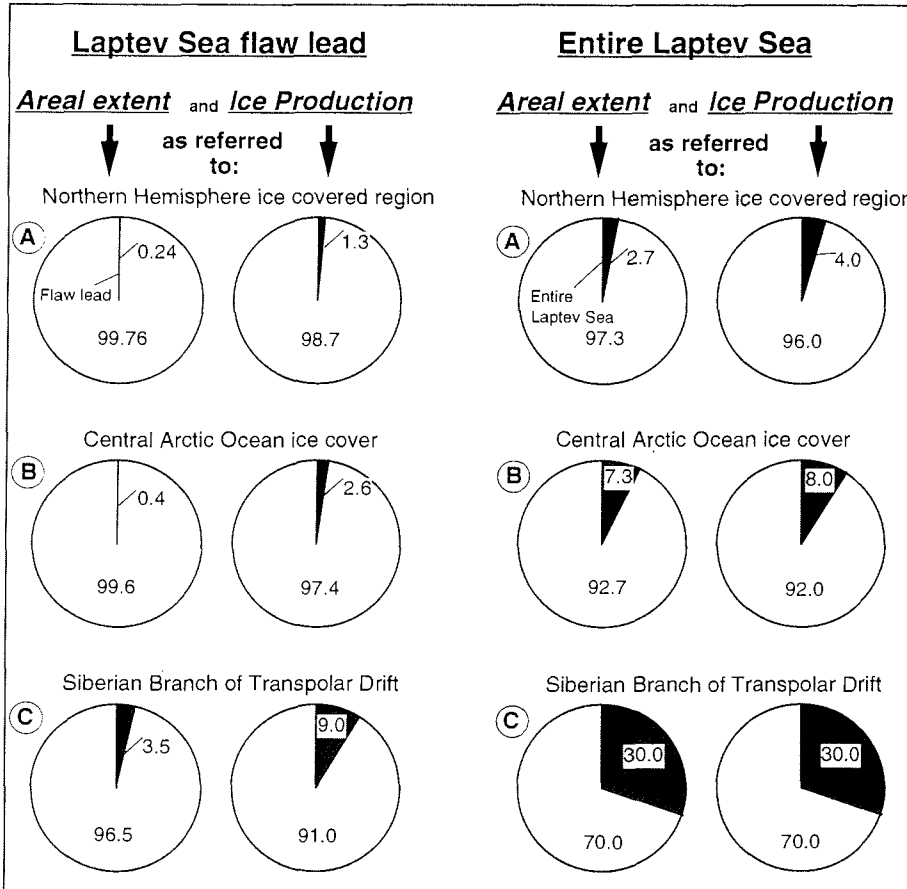 Laptev Sea flaw lead
Areal extent and Ice Production
as referred
to:
Northern Hemisphere ice covered region
A
0.24
Flaw lead
99.76
1.3
98.7
Central Arctic Ocean ice cover
B
0.4
99.6
2.6
97.4
Siberian Branch of Transpolar Drift
C
3.5
96.5
9.0
91.0
Entire Laptev Sea
Areal extent and Ice Production
as referred
to:
Northern Hemisphere ice covered region
A
2.7
Entire
Laptev Sea
97.3
4.0
96.0
Central Arctic Ocean ice cover
B
7.3
92.7
8.0
92.0
Siberian Branch of Transpolar Drift
C
30.0
70.0
30.0
70.0